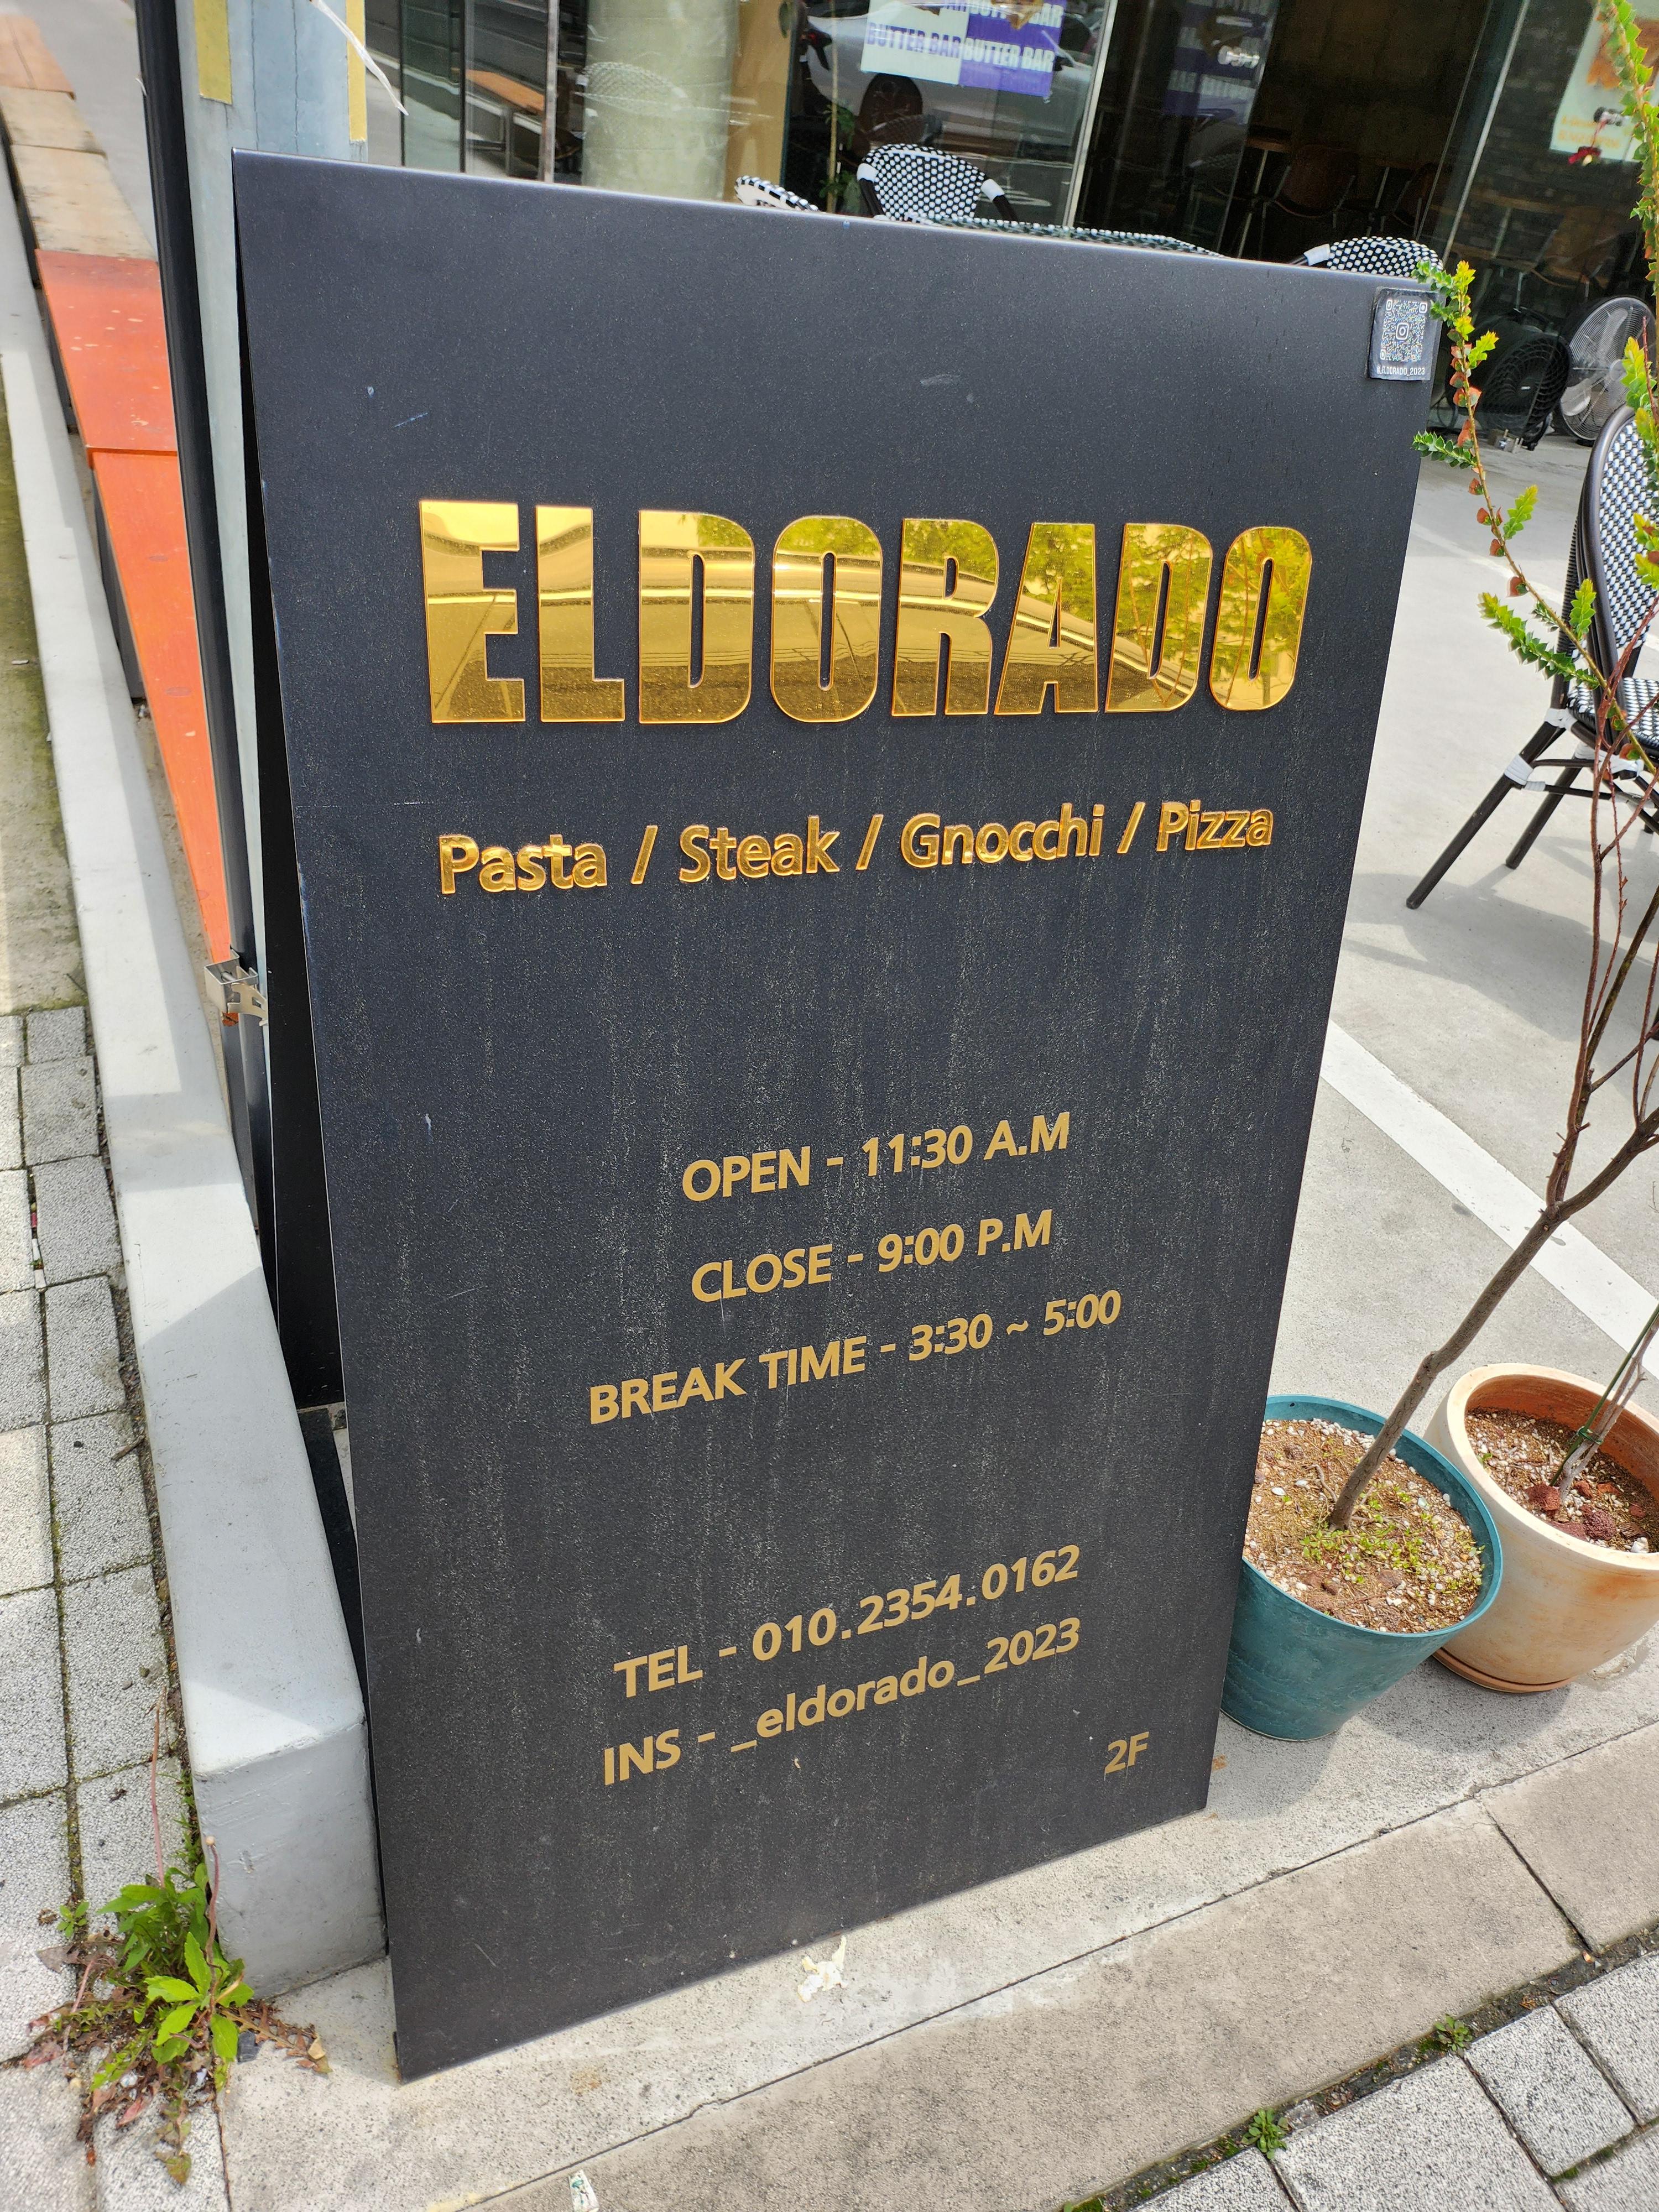 BUTTER BAR BUTTER BAR
@_ELDORADO_2023
ELDORADO
Pasta / Steak / Gnocchi / Pizza
OPEN - 11:30 A.M
CLOSE - 9:00 P.M
BREAK TIME - 3:30 ~ 5:00
TEL - 010.2354.0162
INS - _eldorado_2023
2F